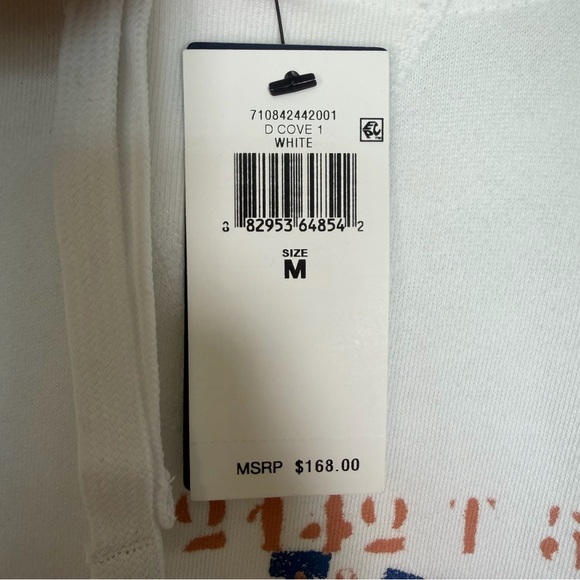 710842442001
D COVE 1
WHITE
8 82953 64854 2
SIZE
M
MSRP $168.00